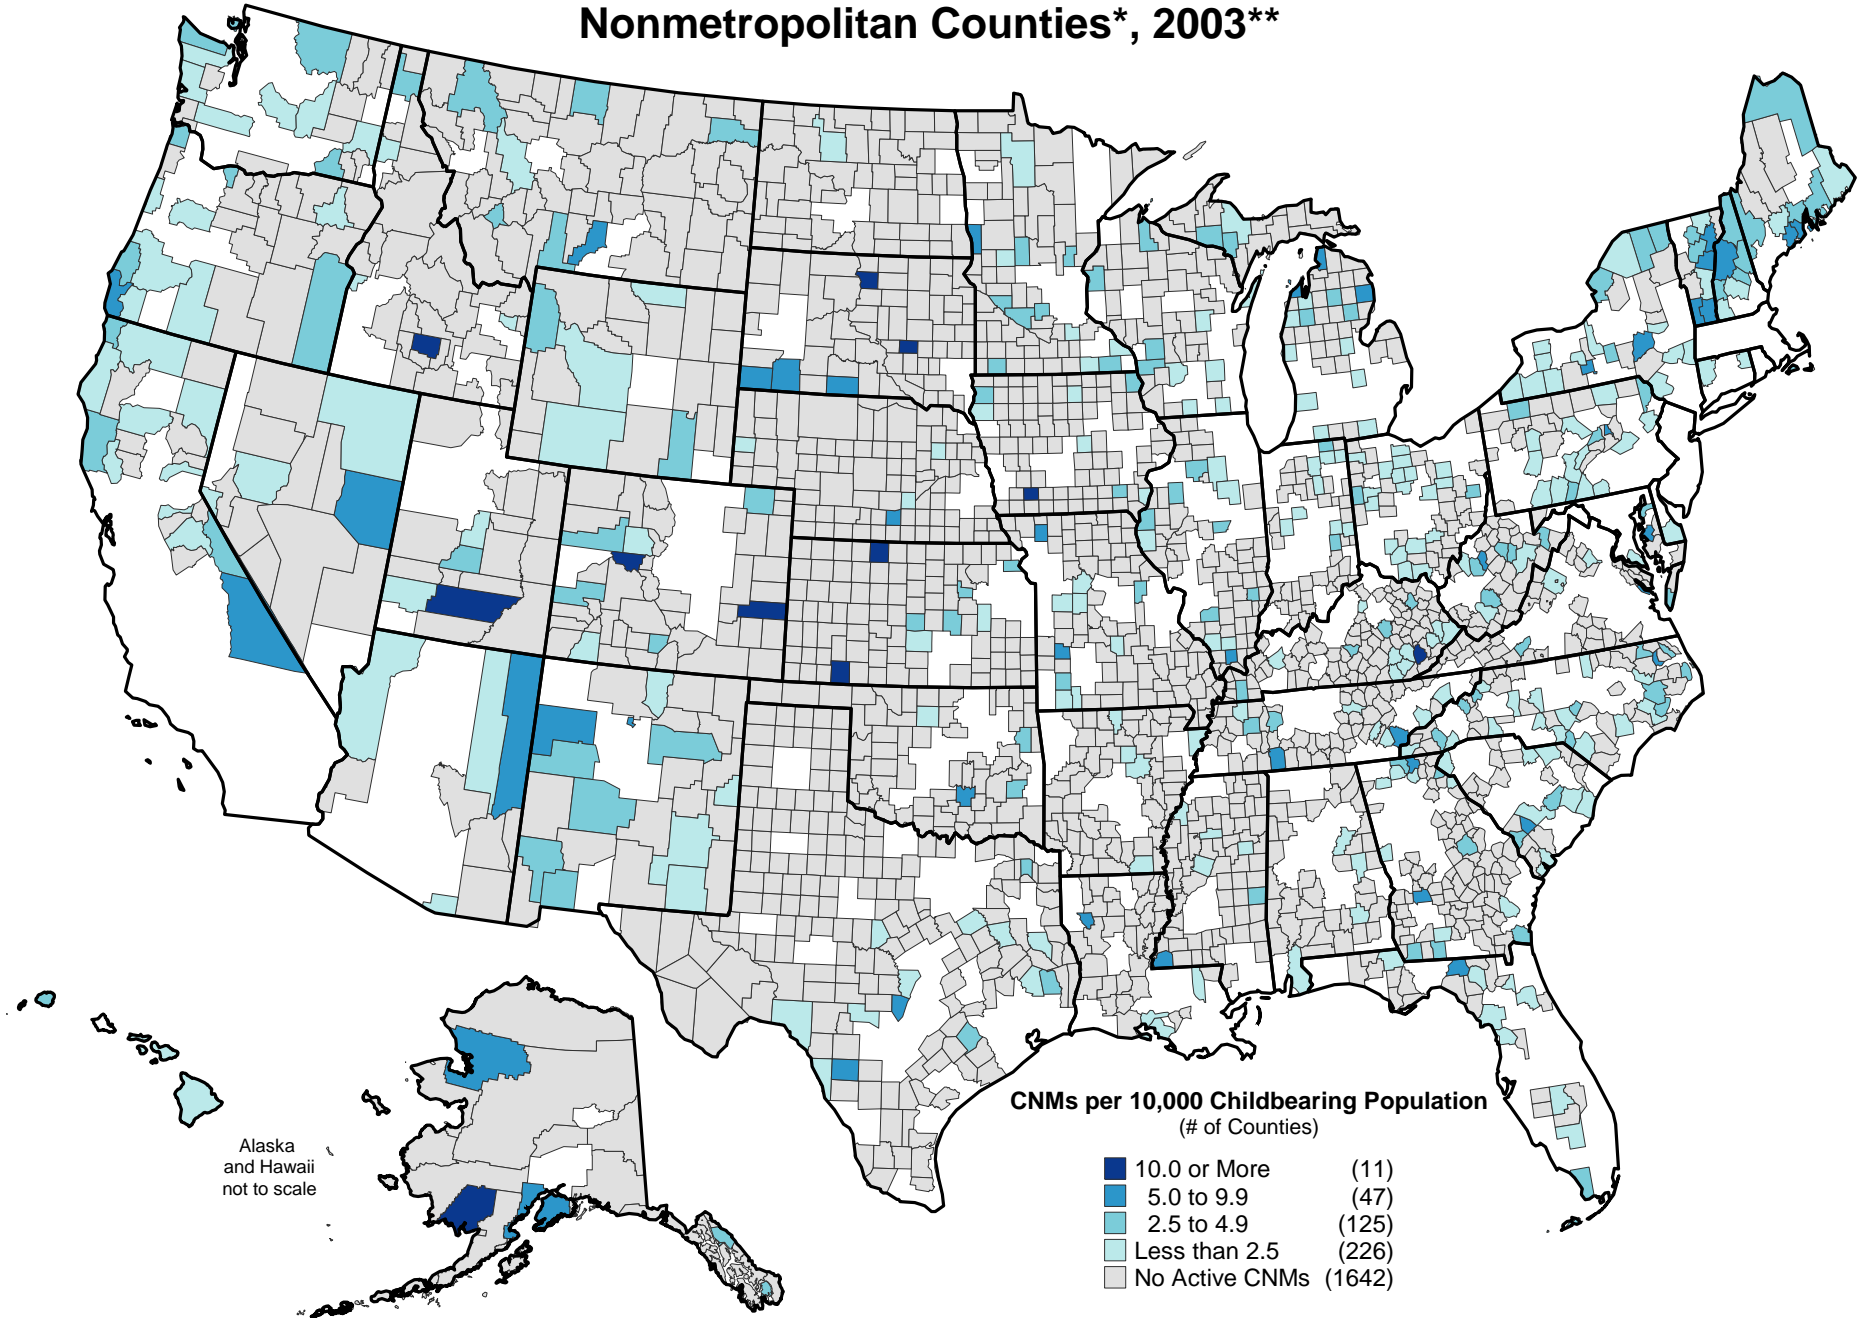 Nonmetropolitan Counties*, 2003**
Alaska
and Hawaii
not to scale
CNMs per 10,000 Childbearing Population
(# of Counties)
10.0 or More (11)
5.0 to 9.9 (47)
2.5 to 4.9 (125)
Less than 2.5 (226)
No Active CNMs (1642)